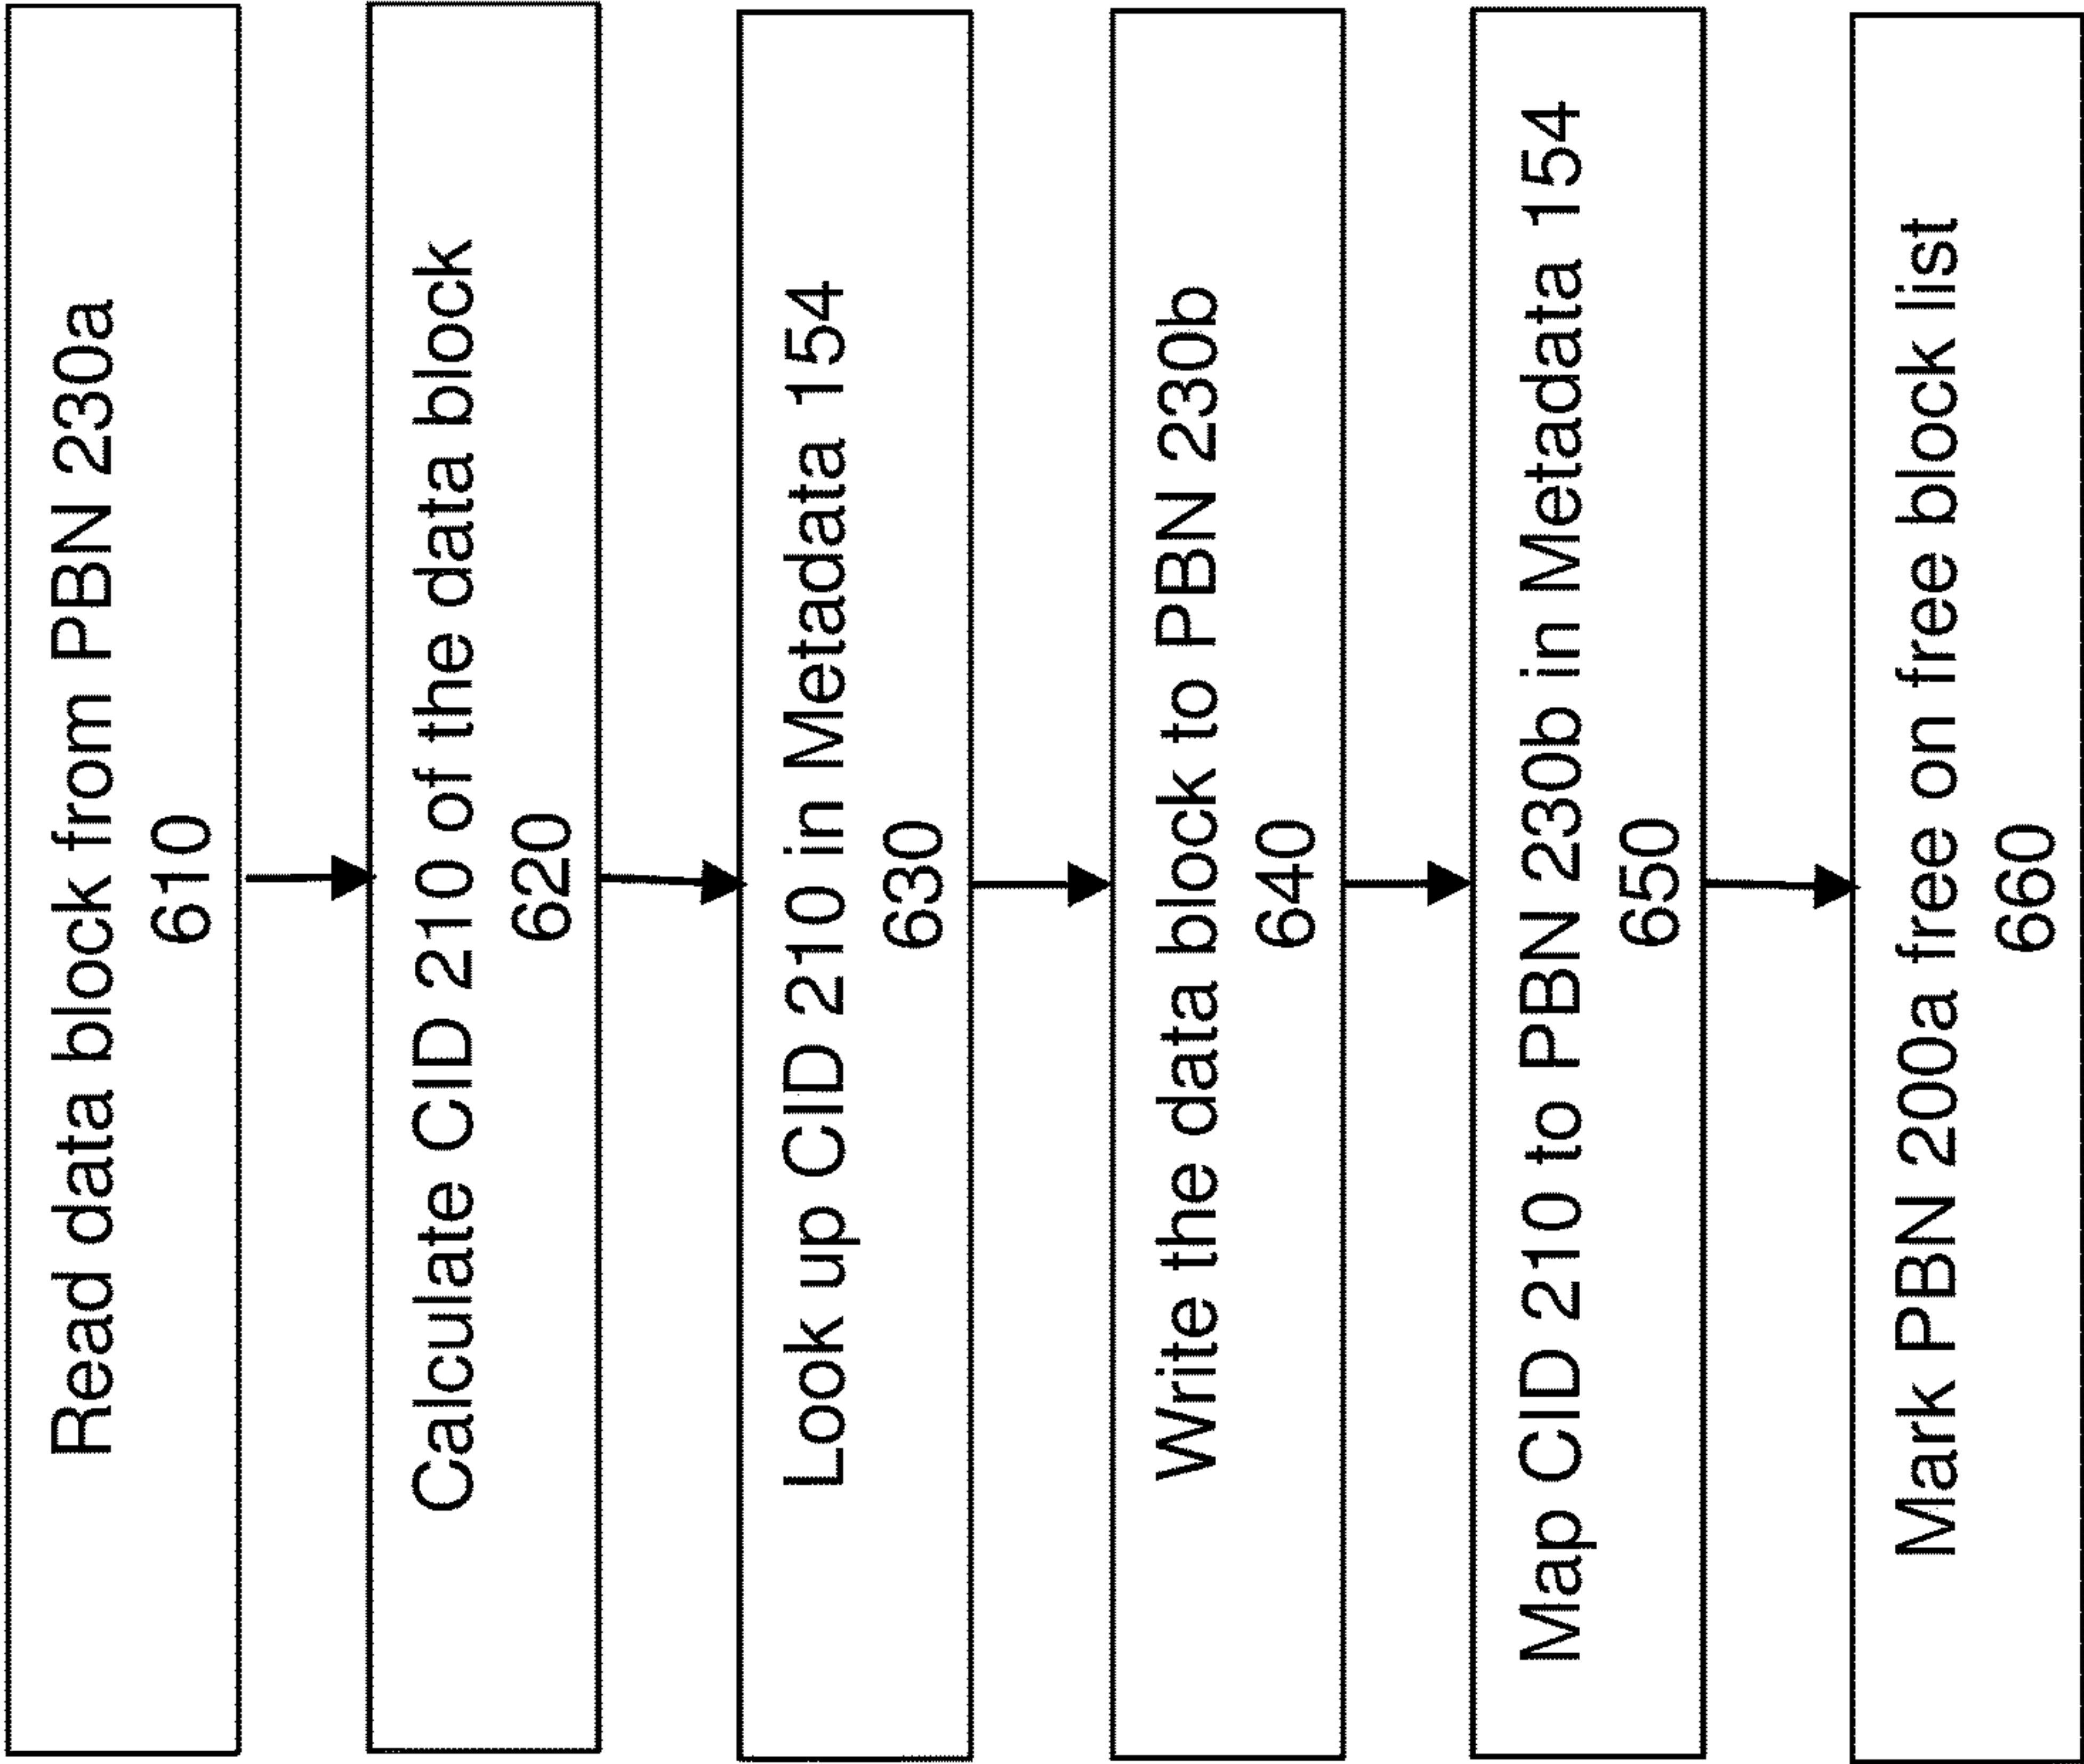 Read data block from PBN 230a
610
Calculate CID 210 of the data block
620
Look up CID 210 in Metadata 154
630
Write the data block to PBN 230b
640
Map CID 210 to PBN 230b in Metadata 154
650
Mark PBN 200a free on free block list
660